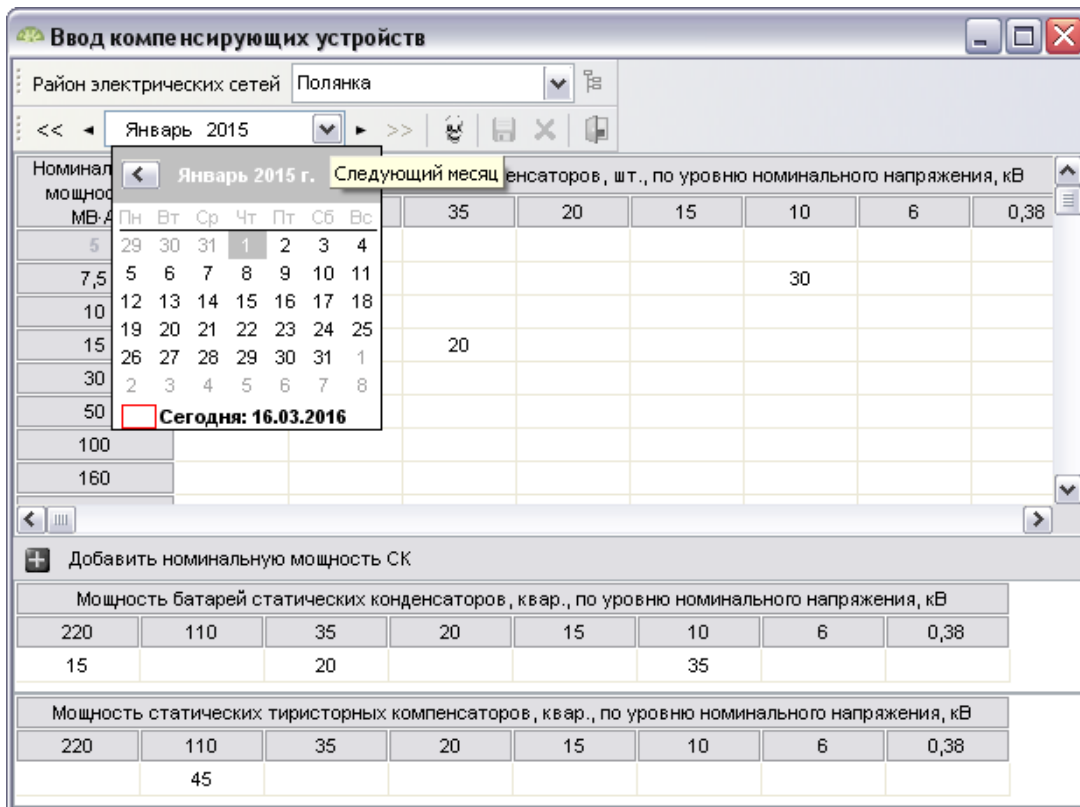 Ввод компенсирующих устройств
Район электрических сетей Полянка
<< Январь 2015 >>
Номинал
мощнос
МВ·А
Январь 2015 г.
Следующий месяц
енсаторов, шт., по уровню номинального напряжения, кВ
35 20 15 10 6 0,38
Пн Вт Ср Чт Пт Сб Вс
5 29 30 31 1 2 3 4
7,5 5 6 7 8 9 10 11 30
10 12 13 14 15 16 17 18
15 19 20 21 22 23 24 25 20
26 27 28 29 30 31 1
30 2 3 4 5 6 7 8
50 Сегодня: 16.03.2016
100
160
Добавить номинальную мощность СК
Мощность батарей статических конденсаторов, квар., по уровню номинального напряжения, кВ
220 110 35 20 15 10 6 0,38
15 20 35
Мощность статических тиристорных компенсаторов, квар., по уровню номинального напряжения, кВ
220 110 35 20 15 10 6 0,38
45